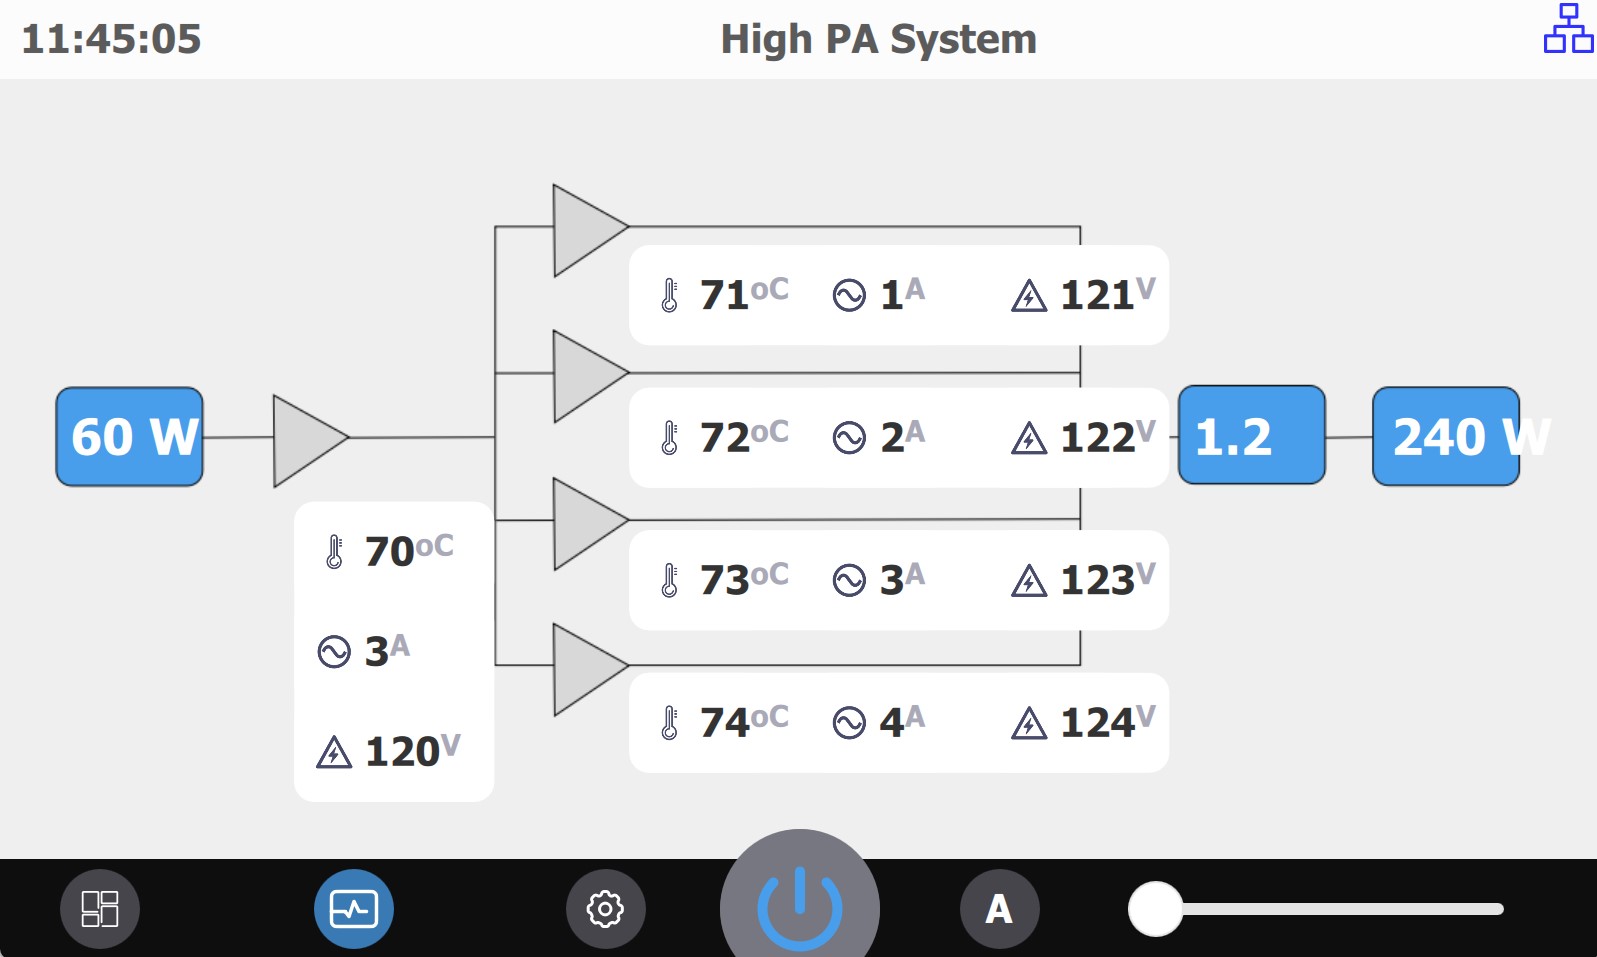 11:45:05
High PA System
71oC 1A 121V
72oC 2A 122V
60 W
1.2
240 W
70oC
3A
120V
73oC 3A 123V
74oC 4A 124V
A